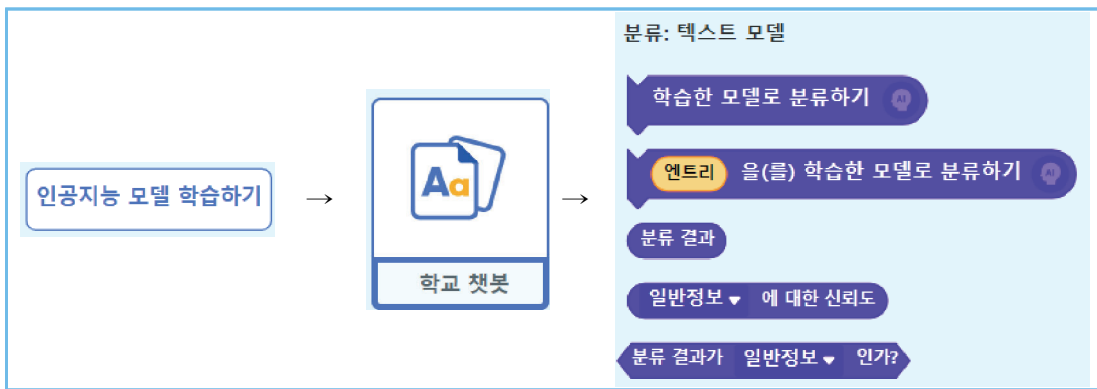 인공지능 모델 학습하기
→
Aa
학교 챗봇
→
분류: 텍스트 모델
학습한 모델로 분류하기 AI
엔트리 을(를) 학습한 모델로 분류하기 AI
분류 결과
일반정보 ▼ 에 대한 신뢰도
분류 결과가 일반정보 ▼ 인가?